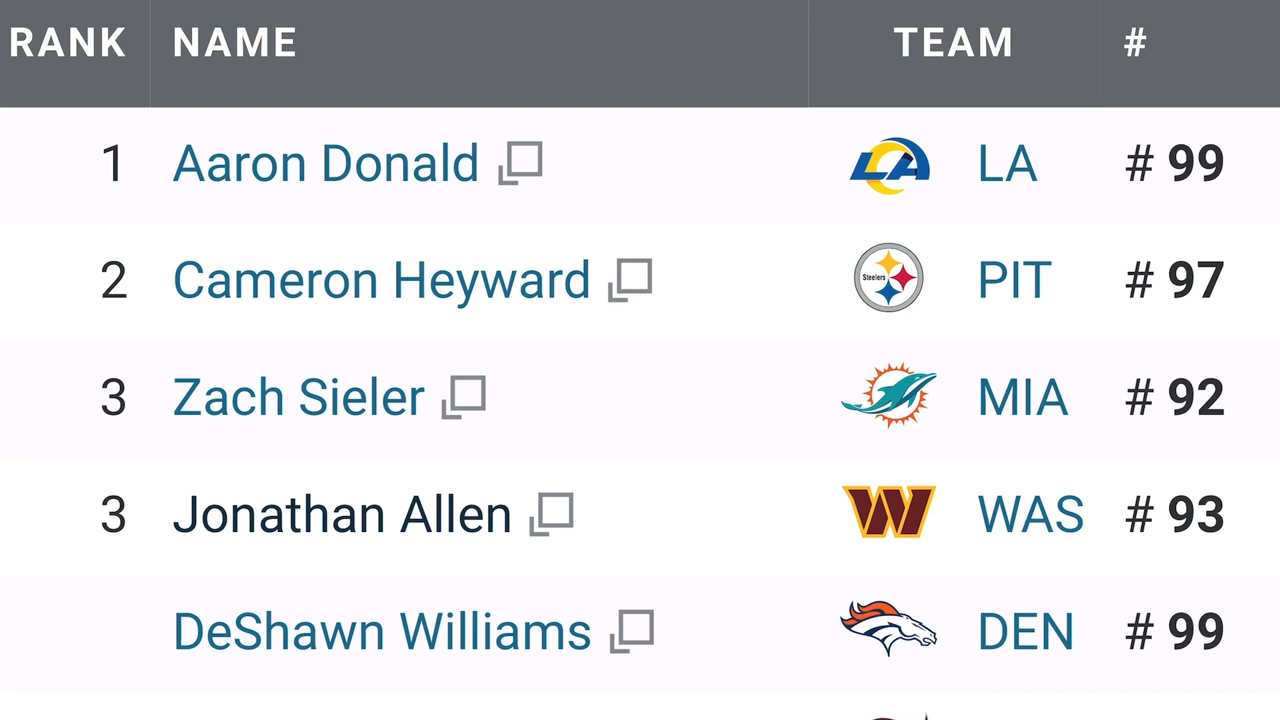 RANK NAME TEAM #
1 Aaron Donald LA LA # 99
2 Cameron Heyward Steelers PIT # 97
3 Zach Sieler MIA # 92
3 Jonathan Allen W WAS # 93
DeShawn Williams DEN # 99